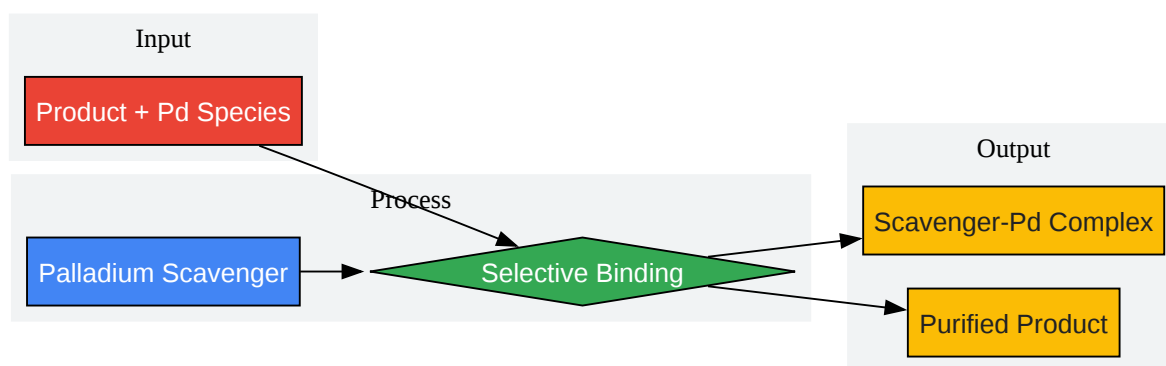 Input
Product + Pd Species
Process
Palladium Scavenger
Selective Binding
Output
Scavenger-Pd Complex
Purified Product